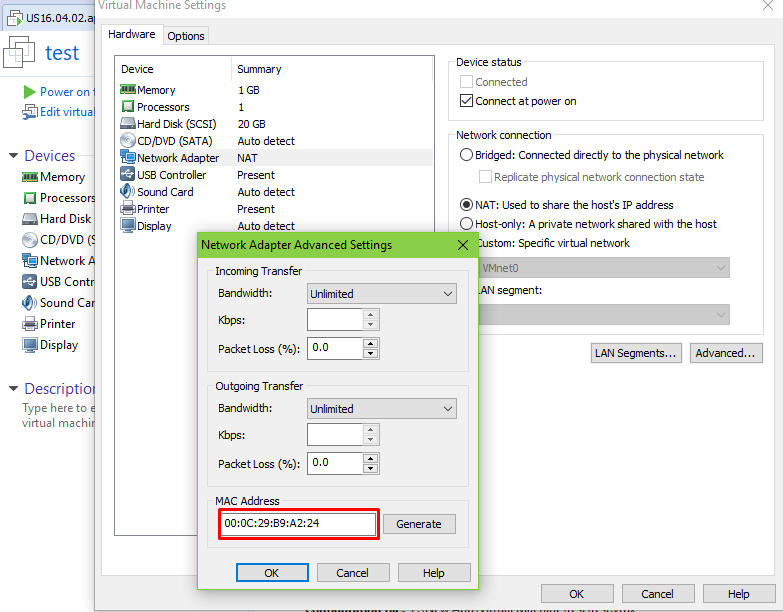 US16.04.02.a
Virtual Machine Settings
test
Power on
Edit virtual
Devices
Memory
Processors
Hard Disk
CD/DVD (S
Network A
USB Contr
Sound Car
Printer
Display
Description
Type here to e
virtual machin
Hardware
Options
Device Summary
Memory 1 GB
Processors 1
Hard Disk (SCSI) 20 GB
CD/DVD (SATA) Auto detect
Network Adapter NAT
USB Controller Present
Sound Card Auto detect
Printer Present
Display Auto detect
Device status
Connected
Connect at power on
Network connection
Bridged: Connected directly to the physical network
Replicate physical network connection state
NAT: Used to share the host's IP address
Host-only: A private network shared with the host
Custom: Specific virtual network
VMnet0
LAN segment:
LAN Segments...
Advanced...
Network Adapter Advanced Settings
Incoming Transfer
Bandwidth: Unlimited
Kbps:
Packet Loss (%): 0.0
Outgoing Transfer
Bandwidth: Unlimited
Kbps:
Packet Loss (%): 0.0
MAC Address
00:0C:29:B9:A2:24
Generate
OK
Cancel
Help
OK
Cancel
Help